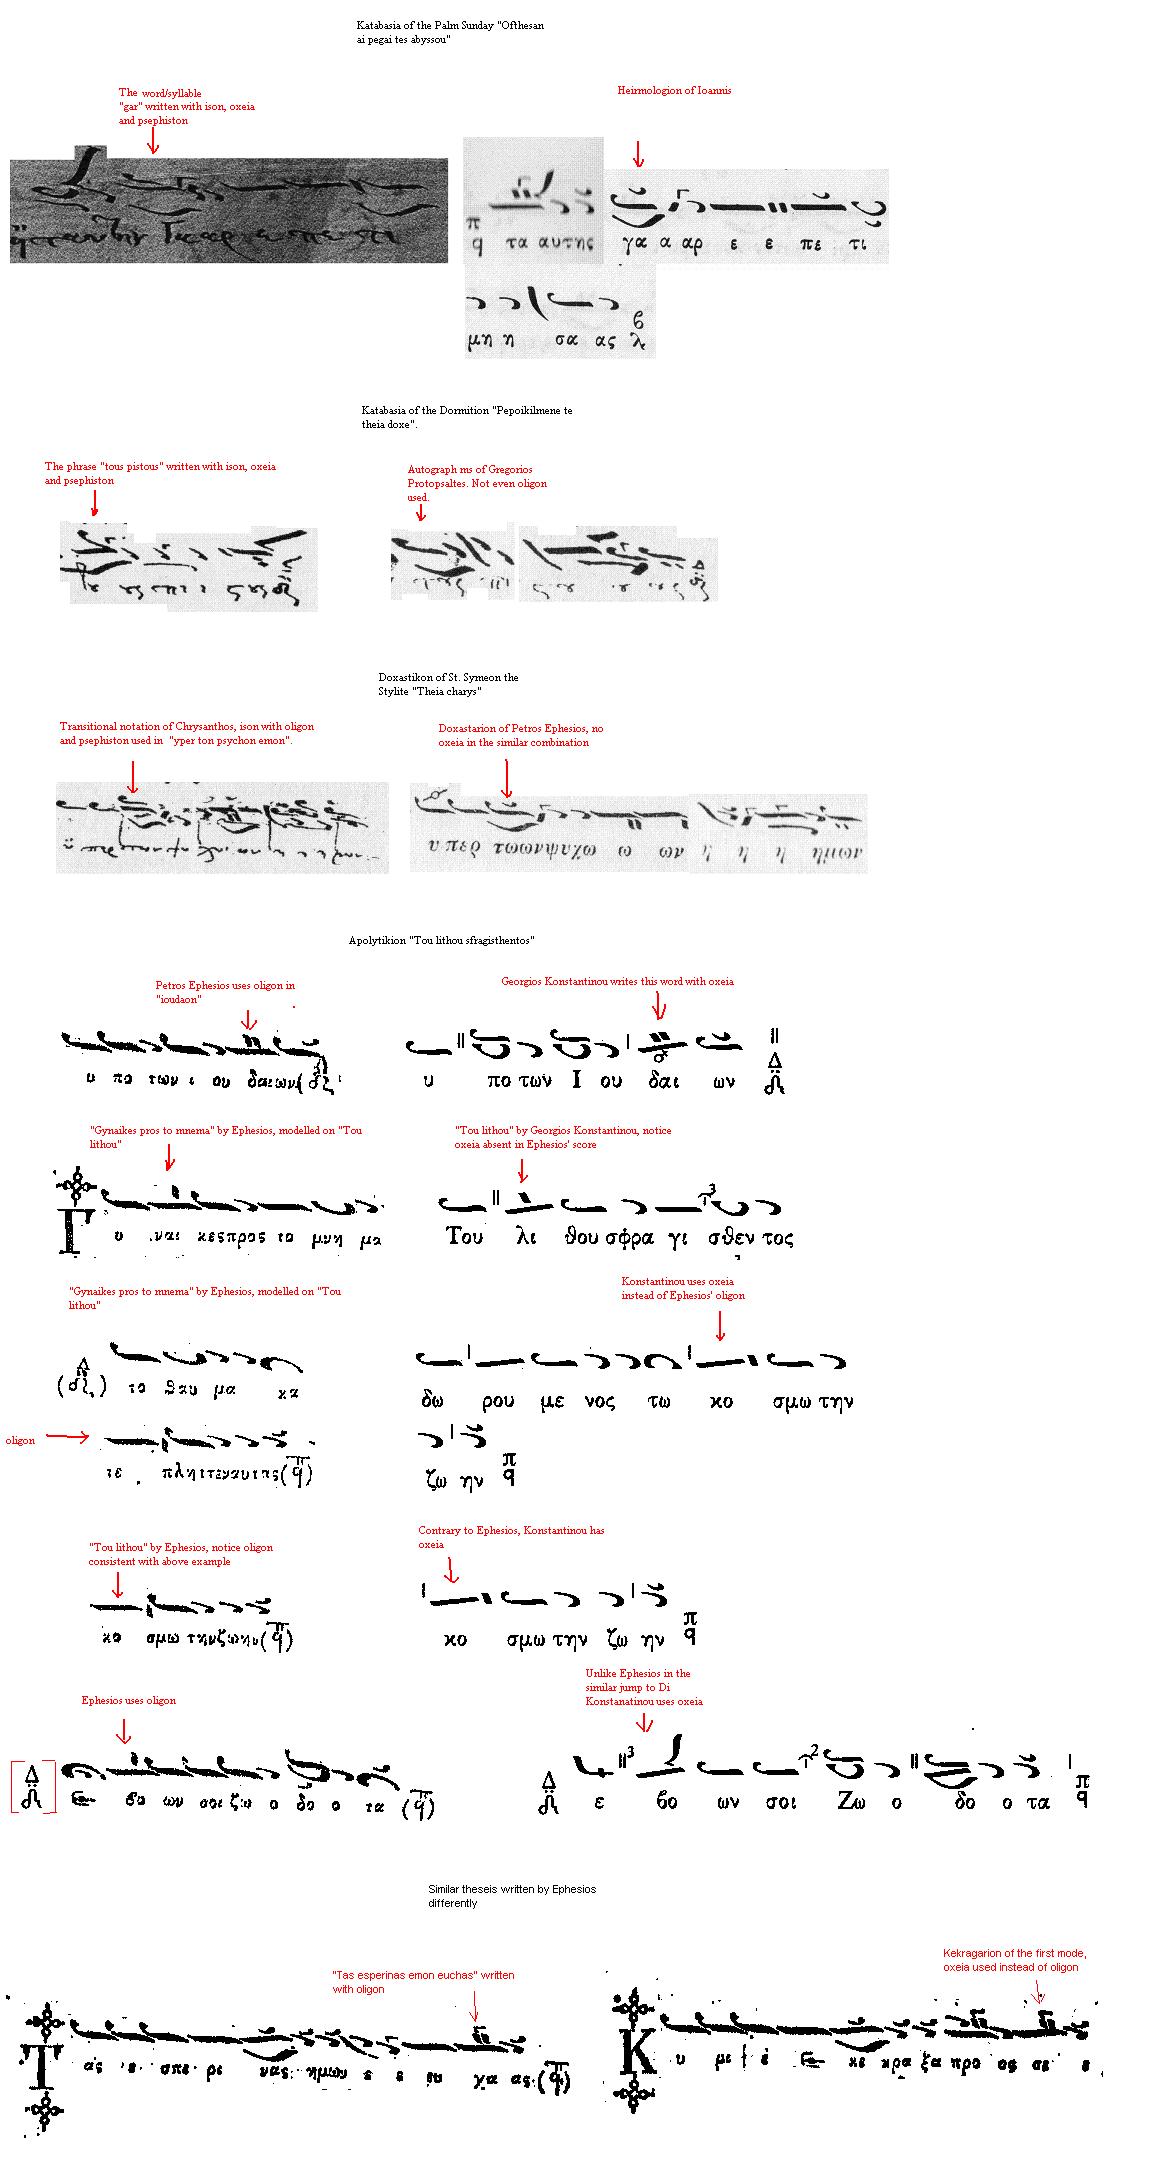 Katabasia of the Palm Sunday "Ofthesan
ai pegai tes abyssou"
The word/syllable
"gar" written with ison, oxeia
and psephiston
Heirmologion of Ioannis
τα αυτης γα α αρ ε ε πε τι
μη η σα ας
Katabasia of the Dormition "Pepoikilmene te
theia doxe".
The phrase "tous pistous" written with ison, oxeia
and psephiston
Autograph ms of Gregorios
Protopsaltes. Not even oligon
used.
Doxastikon of St. Symeon the
Stylite "Theia charys"
Transitional notation of Chrysanthos, ison with oligon
and psephiston used in "yper ton psychon emon".
Doxastarion of Petros Ephesios, no
oxeia in the similar combination
υ περ τωωνψυχω ω ων η η η ημων
Apolytikion "Tou lithou sfragisthentos"
Petros Ephesios uses oligon in
"ioudaon"
Georgios Konstantinou writes this word with oxeia
υ πο των ι ου δαιων
υ πο των Ι ου δαι ων
"Gynaikes pros to mnema" by Ephesios, modelled on "Tou
lithou"
"Tou lithou" by Georgios Konstantinou, notice
oxeia absent in Ephesios' score
Γ υ ναι κεςπρος το μνη μα
Του λι θου σφρα γι σθεν τος
"Gynaikes pros to mnema" by Ephesios, modelled on "Tou
lithou"
Konstantinou uses oxeia
instead of Ephesios' oligon
το θαυ μα κα
δω ρου με νος τω κο σμω την
oligon
τε πληττεναυτας
ζω ην
"Tou lithou" by Ephesios, notice oligon
consistent with above example
Contrary to Ephesios, Konstantinou has
oxeia
κο σμω τηνζωην
κο σμω την ζω ην
Unlike Ephesios in the
similar jump to Di
Konstanatinou uses oxeia
Ephesios uses oligon
βο ων σοι ζω ο δο ο τα
ε βο ων σοι Ζω ο δο ο τα
Similar theseis written by Ephesios
differently
"Tas esperinas emon euchas" written
with oligon
Kekragarion of the first mode,
oxeia used instead of oligon
Τ ας ε σπε ρι νας ημων ε ε ευ χα ας
Κ υ ρι ε ε κε κρα ξα προ ος σε ε